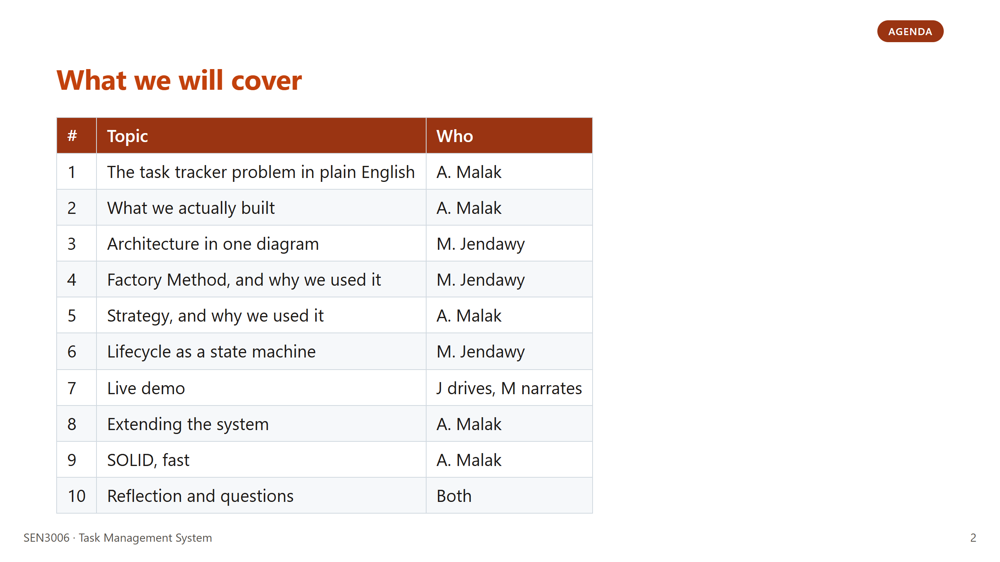 AGENDA
What we will cover
# Topic Who
1 The task tracker problem in plain English A. Malak
2 What we actually built A. Malak
3 Architecture in one diagram M. Jendawy
4 Factory Method, and why we used it M. Jendawy
5 Strategy, and why we used it A. Malak
6 Lifecycle as a state machine M. Jendawy
7 Live demo J drives, M narrates
8 Extending the system A. Malak
9 SOLID, fast A. Malak
10 Reflection and questions Both
SEN3006 · Task Management System 2